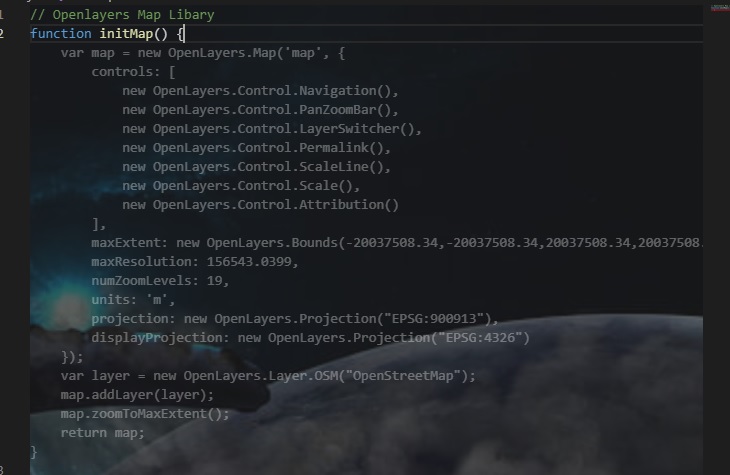 1 // Openlayers Map Libary
2 function initMap() {
var map = new OpenLayers.Map('map', {
controls: [
new OpenLayers.Control.Navigation(),
new OpenLayers.Control.PanZoomBar(),
new OpenLayers.Control.LayerSwitcher(),
new OpenLayers.Control.Permalink(),
new OpenLayers.Control.ScaleLine(),
new OpenLayers.Control.Scale(),
new OpenLayers.Control.Attribution()
],
maxExtent: new OpenLayers.Bounds(-20037508.34,-20037508.34,20037508.34,20037508.
maxResolution: 156543.0399,
numZoomLevels: 19,
units: 'm',
projection: new OpenLayers.Projection("EPSG:900913"),
displayProjection: new OpenLayers.Projection("EPSG:4326")
});
var layer = new OpenLayers.Layer.OSM("OpenStreetMap");
map.addLayer(layer);
map.zoomToMaxExtent();
return map;
}
3